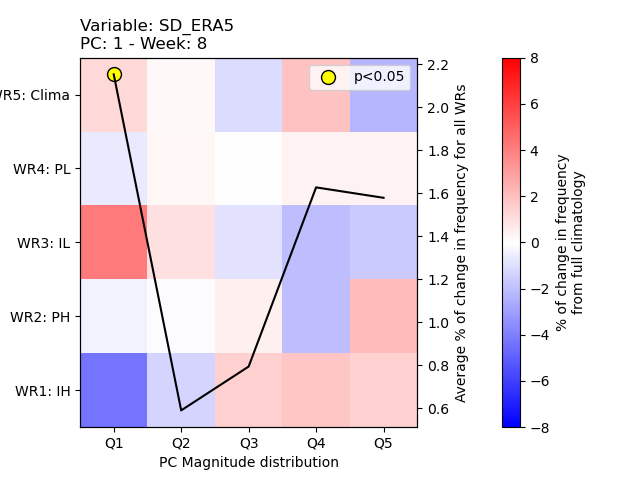 Variable: SD_ERA5
PC: 1 - Week: 8
p<0.05
WR5: Clima
WR4: PL
WR3: IL
WR2: PH
WR1: IH
Q1 Q2 Q3 Q4 Q5
PC Magnitude distribution
2.2
2.0
1.8
1.6
1.4
1.2
1.0
0.8
0.6
Average % of change in frequency for all WRs
8
6
4
2
0
−2
−4
−6
−8
% of change in frequency
from full climatology